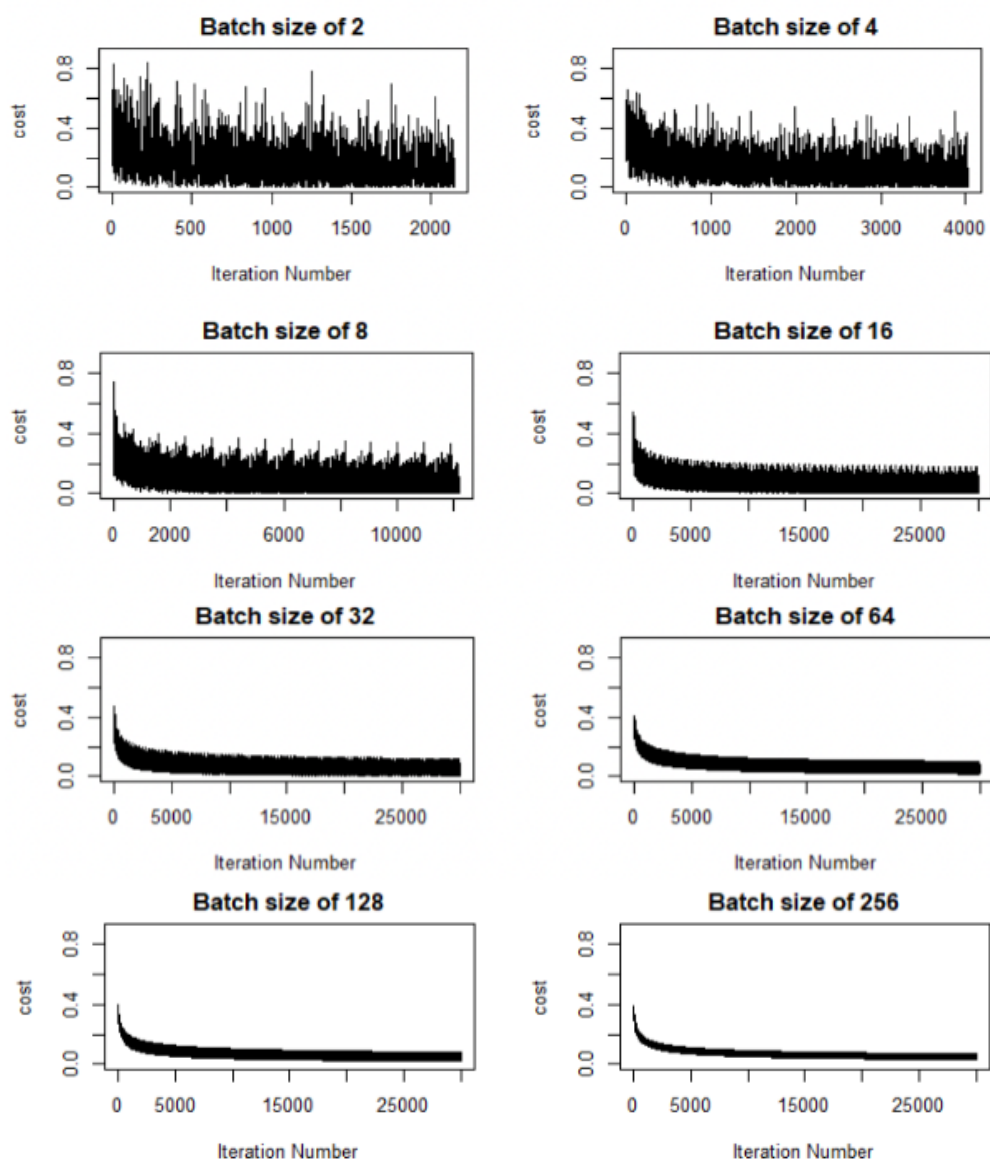 Batch size of 2
cost
0.0 0.4 0.8
0 500 1000 1500 2000
Iteration Number
Batch size of 4
cost
0.0 0.4 0.8
0 1000 2000 3000 4000
Iteration Number
Batch size of 8
cost
0.0 0.4 0.8
0 2000 6000 10000
Iteration Number
Batch size of 16
cost
0.0 0.4 0.8
0 5000 15000 25000
Iteration Number
Batch size of 32
cost
0.0 0.4 0.8
0 5000 15000 25000
Iteration Number
Batch size of 64
cost
0.0 0.4 0.8
0 5000 15000 25000
Iteration Number
Batch size of 128
cost
0.0 0.4 0.8
0 5000 15000 25000
Iteration Number
Batch size of 256
cost
0.0 0.4 0.8
0 5000 15000 25000
Iteration Number